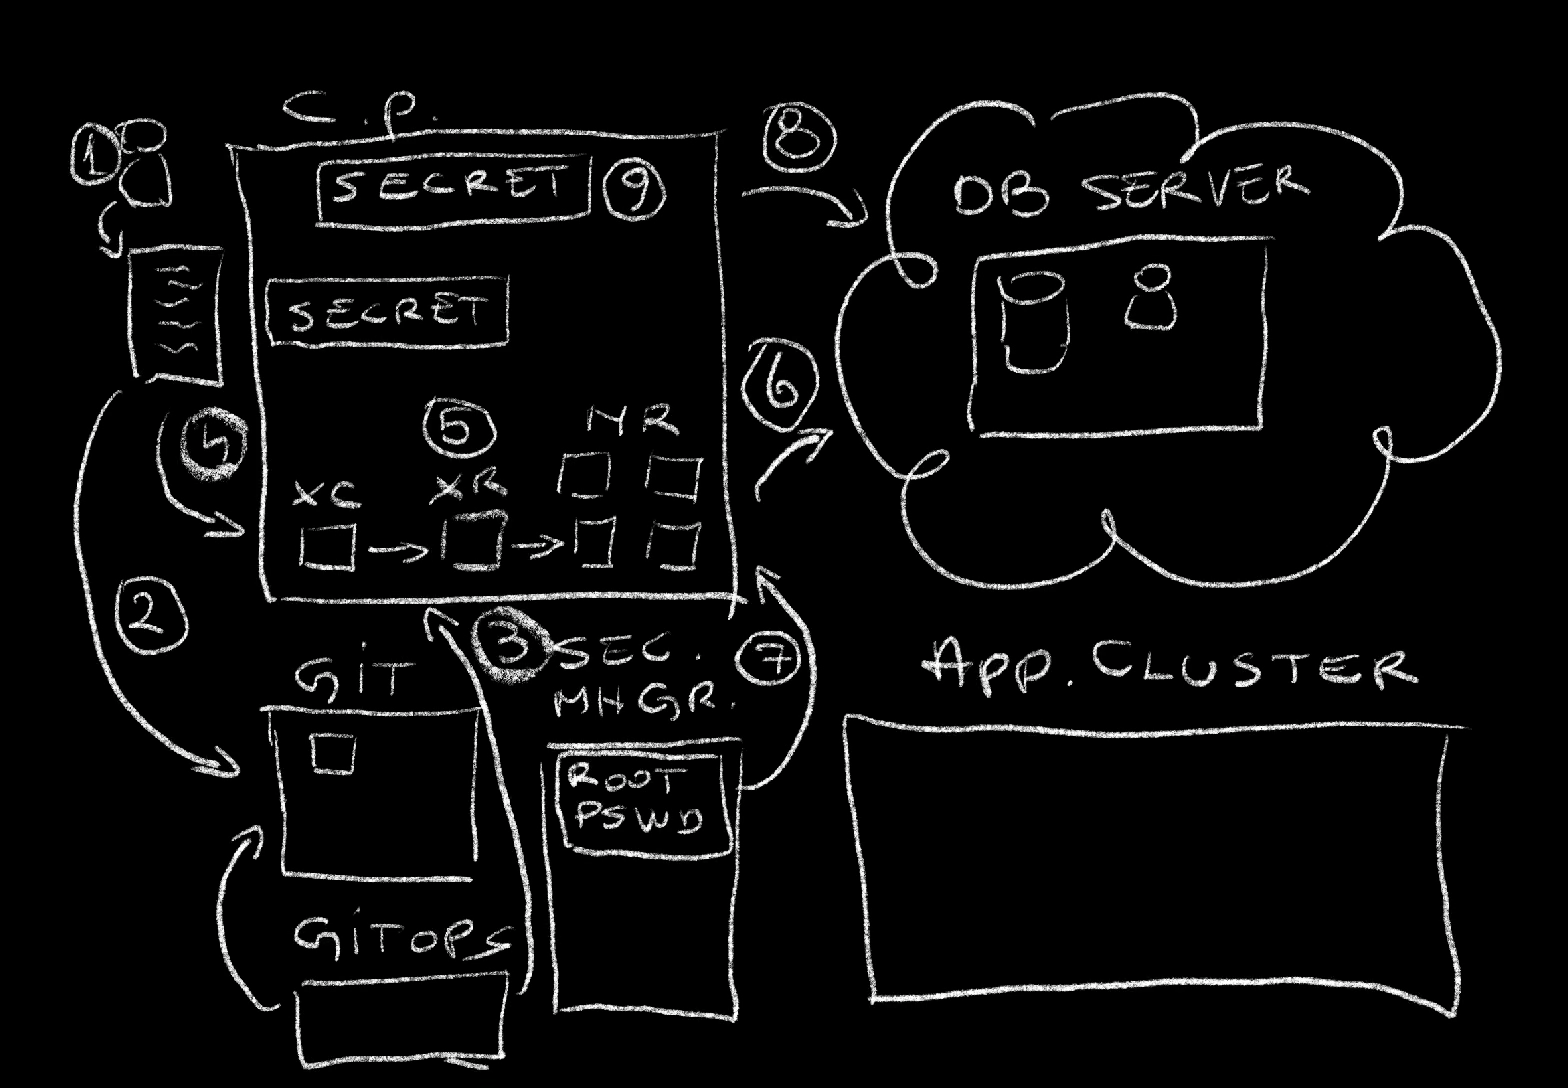 C.P.
1
8
SECRET
9
DB SERVER
SECRET
6
4
5
MR
XC
XR
2
3
SEC.
MNGR.
7
GIT
APP. CLUSTER
ROOT
PSWD
GITOPS